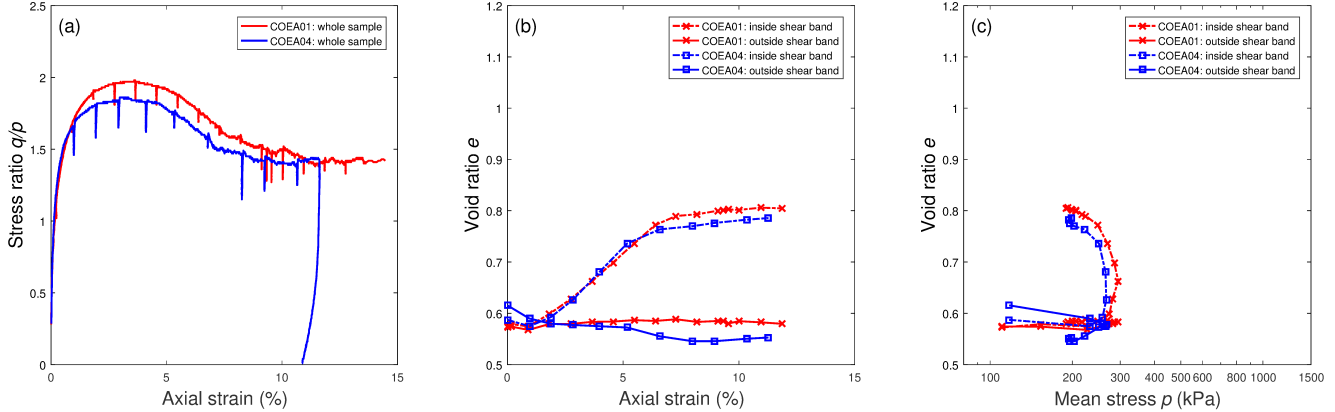 (a)
COEA01: whole sample
COEA04: whole sample
2.5
2
1.5
1
0.5
0
Stress ratio q/p
0 5 10 15
Axial strain (%)
(b)
COEA01: inside shear band
COEA01: outside shear band
COEA04: inside shear band
COEA04: outside shear band
1.2
1.1
1
0.9
0.8
0.7
0.6
0.5
Void ratio e
0 5 10 15
Axial strain (%)
(c)
COEA01: inside shear band
COEA01: outside shear band
COEA04: inside shear band
COEA04: outside shear band
1.2
1.1
1
0.9
0.8
0.7
0.6
0.5
Void ratio e
100 200 300 400 500 600 800 1000 1500
Mean stress p (kPa)